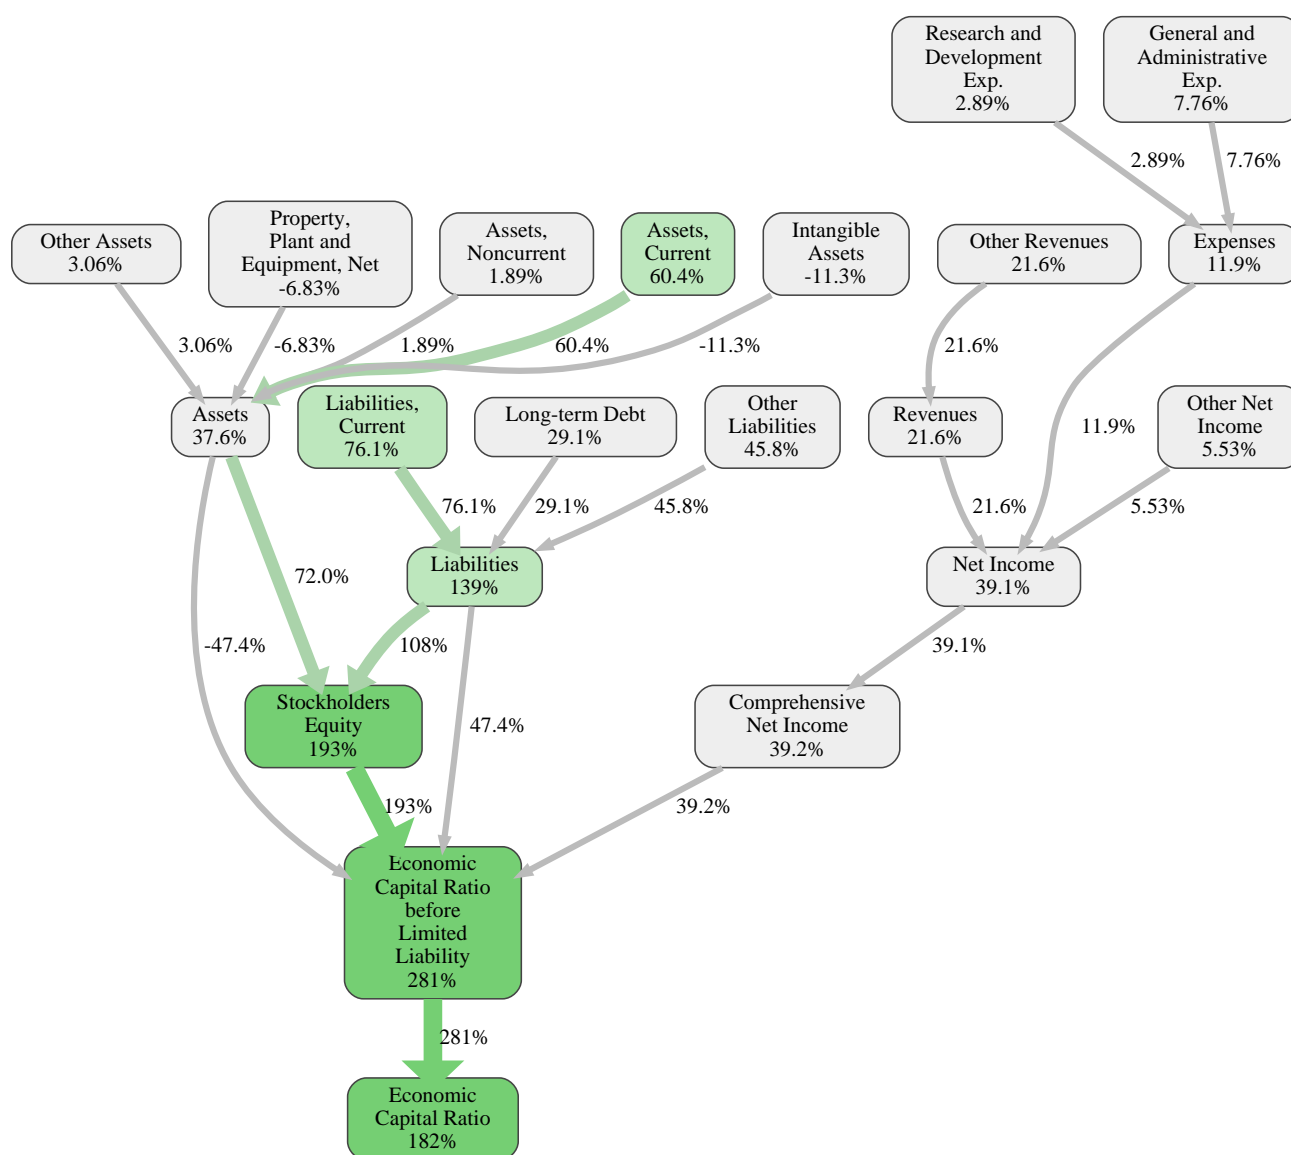 Research and
Development
Exp.
2.89%
General and
Administrative
Exp.
7.76%
2.89%
7.76%
Other Assets
3.06%
Property,
Plant and
Equipment, Net
-6.83%
Assets,
Noncurrent
1.89%
Assets,
Current
60.4%
Intangible
Assets
-11.3%
Other Revenues
21.6%
Expenses
11.9%
3.06%
-6.83%
1.89%
60.4%
-11.3%
21.6%
Assets
37.6%
Liabilities,
Current
76.1%
Long-term Debt
29.1%
Other
Liabilities
45.8%
Revenues
21.6%
11.9%
Other Net
Income
5.53%
76.1%
29.1%
45.8%
21.6%
5.53%
72.0%
Liabilities
139%
Net Income
39.1%
-47.4%
108%
39.1%
Stockholders
Equity
193%
47.4%
Comprehensive
Net Income
39.2%
193%
39.2%
Economic
Capital Ratio
before
Limited
Liability
281%
281%
Economic
Capital Ratio
182%